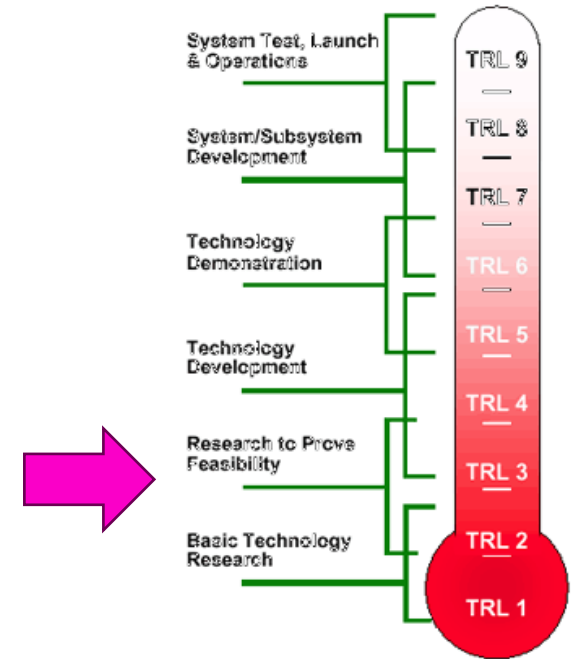 System Test, Launch
& Operations
System/Subsystem
Development
Technology
Demonstration
Technology
Development
Research to Prove
Feasibility
Basic Technology
Research
TRL 9
TRL 8
TRL 7
TRL 6
TRL 5
TRL 4
TRL 3
TRL 2
TRL 1